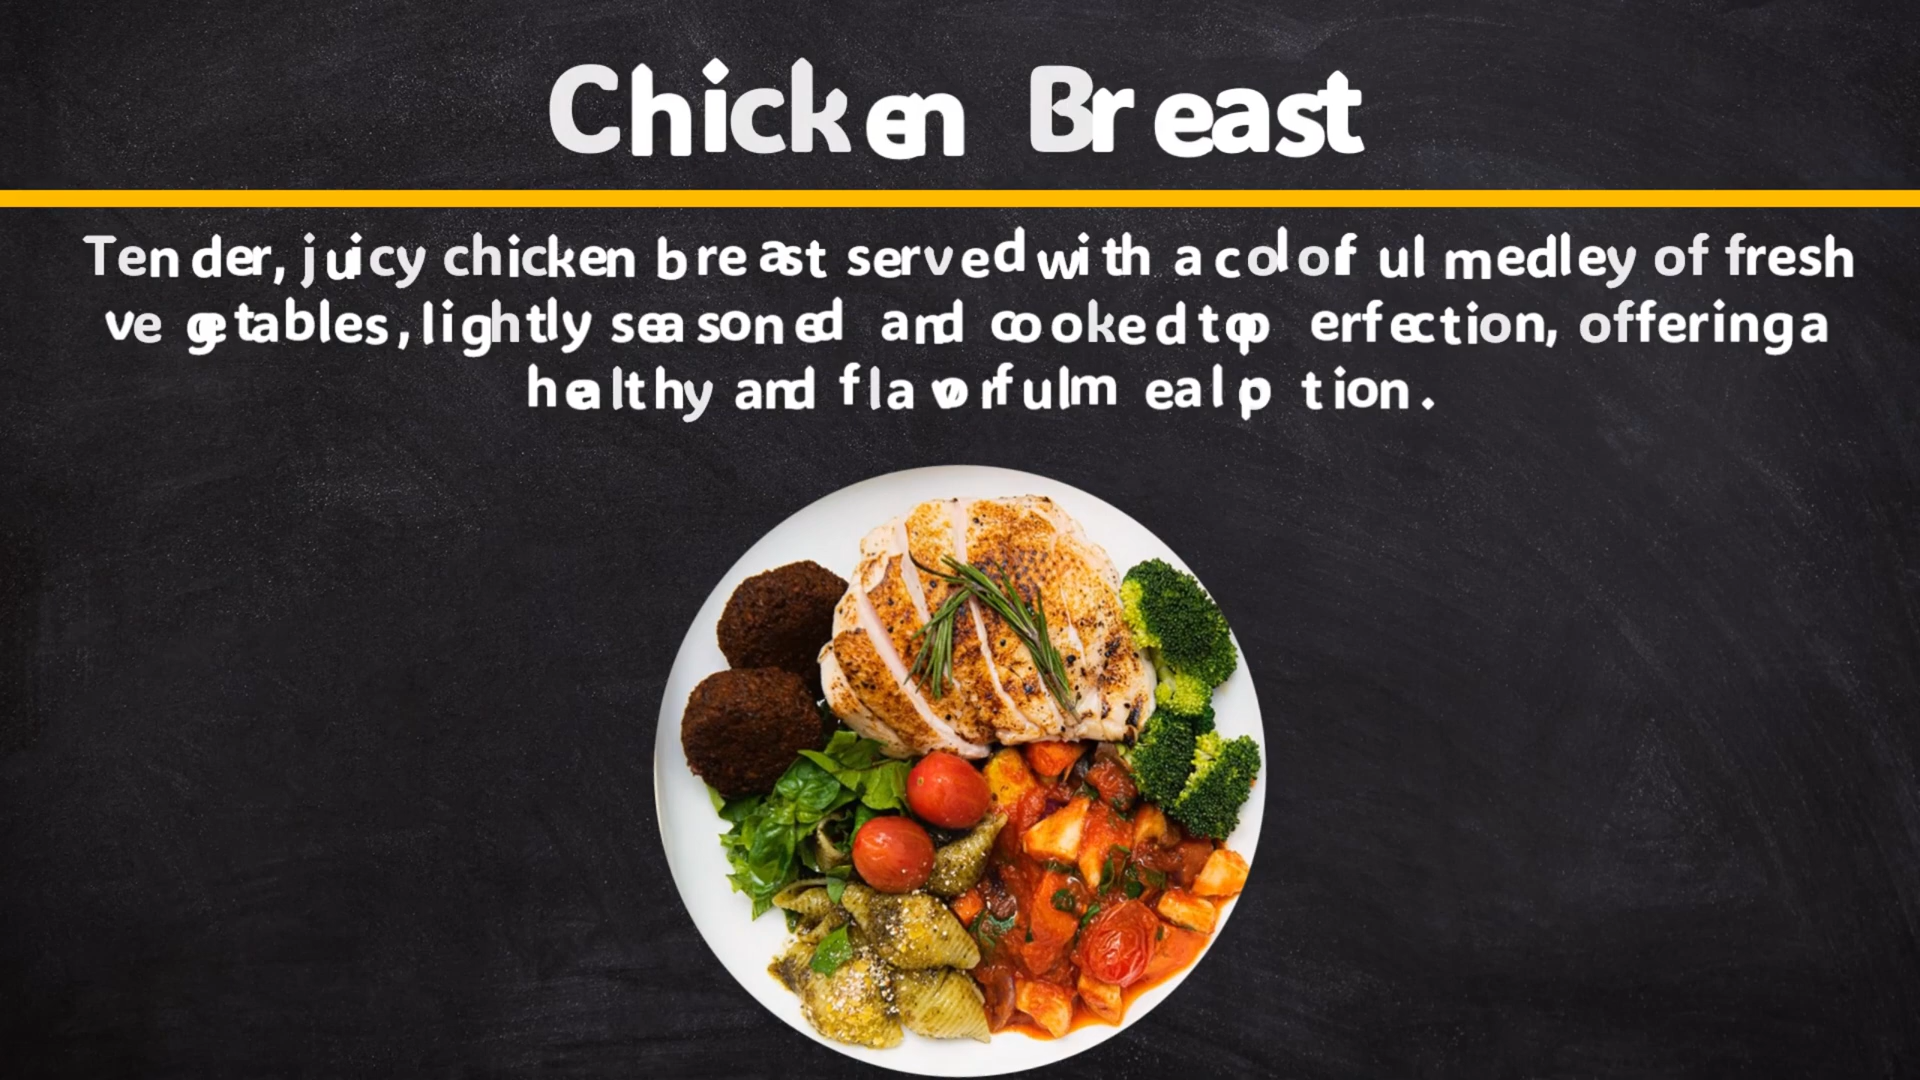 Chicken Breast
Tender, juicy chicken breast served with a colorful medley of fresh
vegetables, lightly seasoned and cooked to perfection, offering a
healthy and flavorful meal option.